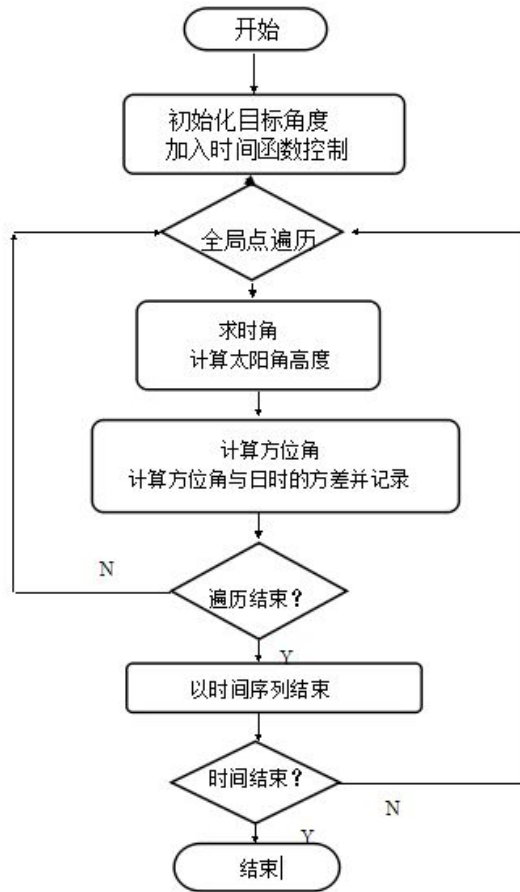 开始
初始化目标角度
加入时间函数控制
全局点遍历
求时角
计算太阳角高度
计算方位角
计算方位角与日时的方差并记录
N
遍历结束？
Y
以时间序列结束
时间结束？
N
Y
结束